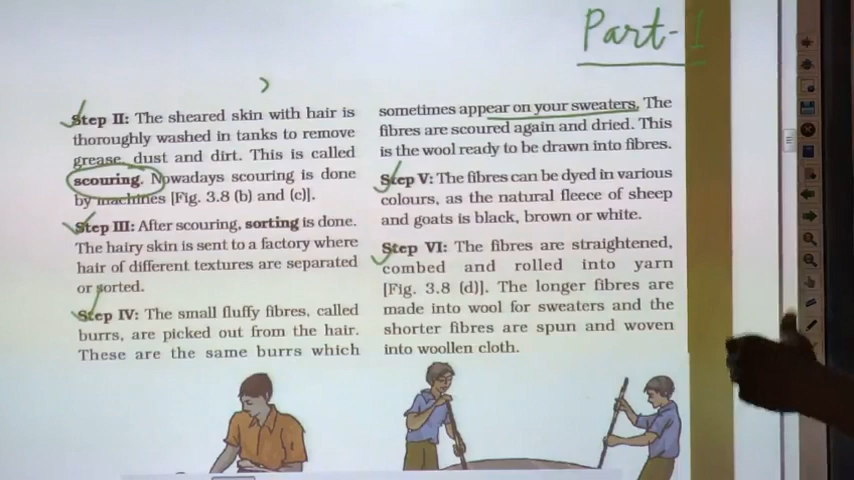 Part-1
Step II: The sheared skin with hair is
thoroughly washed in tanks to remove
grease, dust and dirt. This is called
scouring. Nowadays scouring is done
by machines [Fig. 3.8 (b) and (c)].
Step III: After scouring, sorting is done.
The hairy skin is sent to a factory where
hair of different textures are separated
or sorted.
Step IV: The small fluffy fibres, called
burrs, are picked out from the hair.
These are the same burrs which
sometimes appear on your sweaters. The
fibres are scoured again and dried. This
is the wool ready to be drawn into fibres.
Step V: The fibres can be dyed in various
colours, as the natural fleece of sheep
and goats is black, brown or white.
Step VI: The fibres are straightened,
combed and rolled into yarn
[Fig. 3.8 (d)]. The longer fibres are
made into wool for sweaters and the
shorter fibres are spun and woven
into woollen cloth.